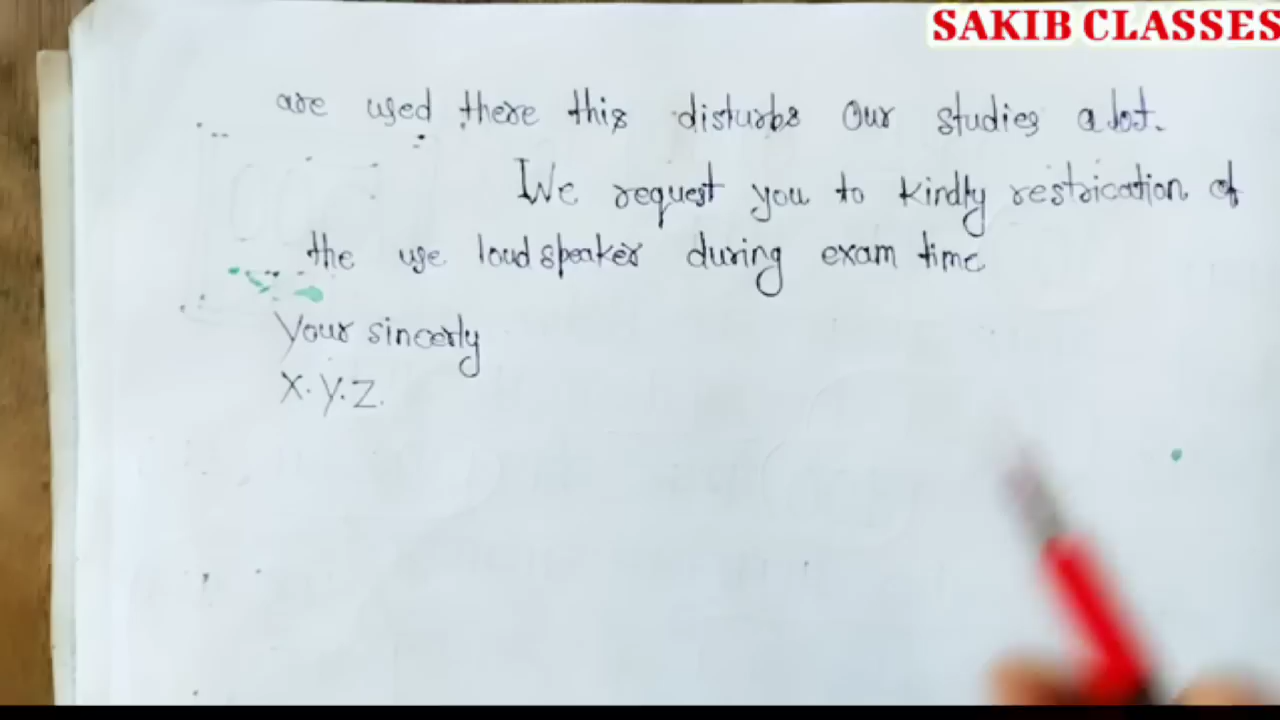 SAKIB CLASSES
are used there this disturbs our studies alot.
We request you to kindly restrication of
the use loudspeaker during exam time
Your sincerly
X.Y.Z.